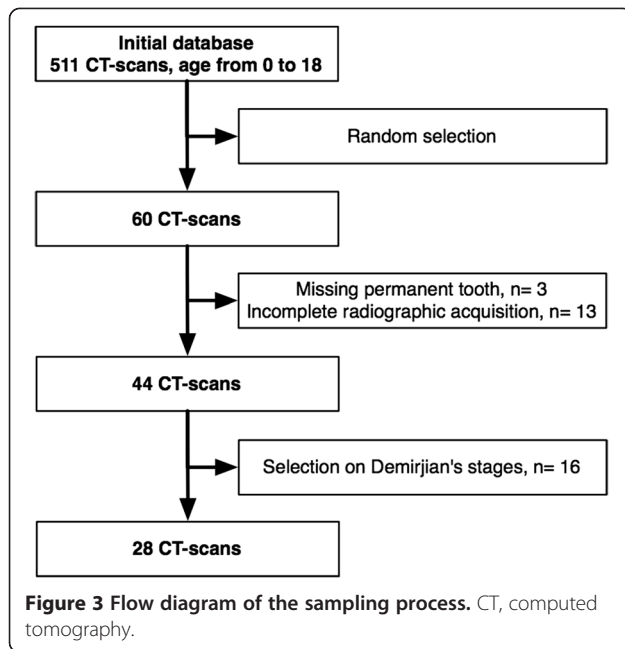 Initial database
511 CT-scans, age from 0 to 18
Random selection
60 CT-scans
Missing permanent tooth, n= 3
Incomplete radiographic acquisition, n= 13
44 CT-scans
Selection on Demirjian's stages, n= 16
28 CT-scans
Figure 3 Flow diagram of the sampling process. CT, computed
tomography.